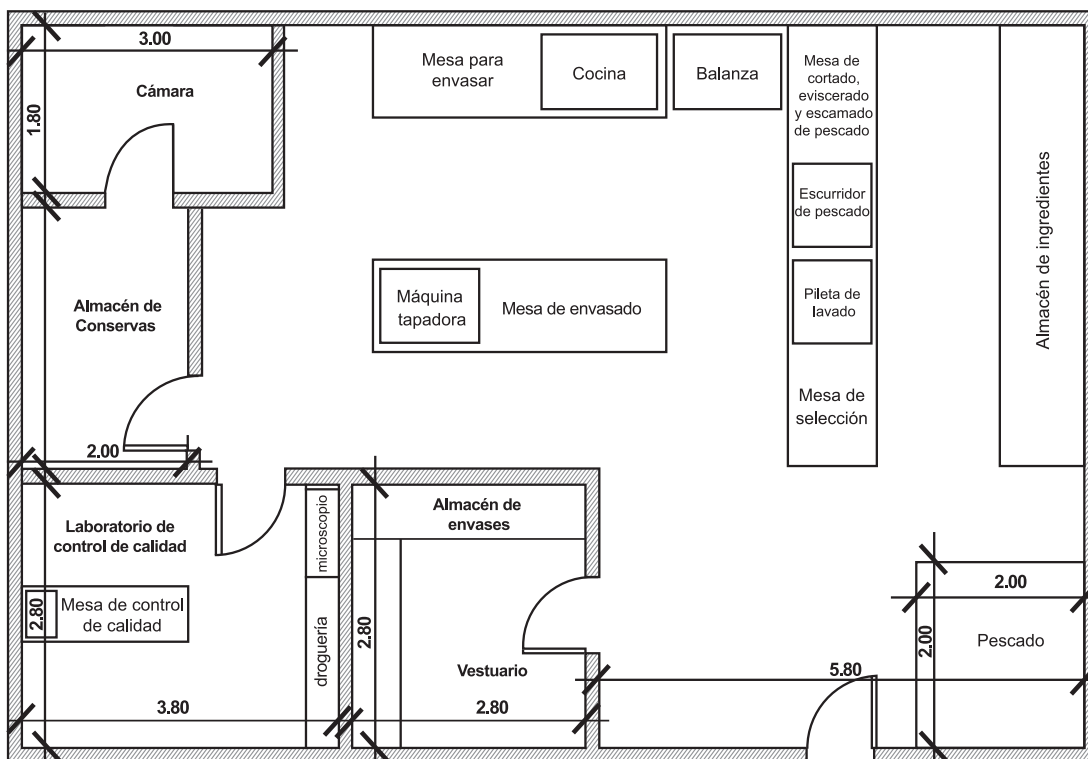 3.00
Cámara
1.80
Mesa para
envasar
Cocina
Balanza
Mesa de
cortado,
eviscerado
y escamado
de pescado
Escurridor
de pescado
Pileta de
lavado
Mesa de
selección
Almacén de ingredientes
Almacén de
Conservas
2.00
Máquina
tapadora
Mesa de envasado
Laboratorio de
control de calidad
microscopio
droguería
2.80
Mesa de control
de calidad
3.80
Almacén de
envases
2.80
Vestuario
2.80
5.80
2.00
2.00
Pescado